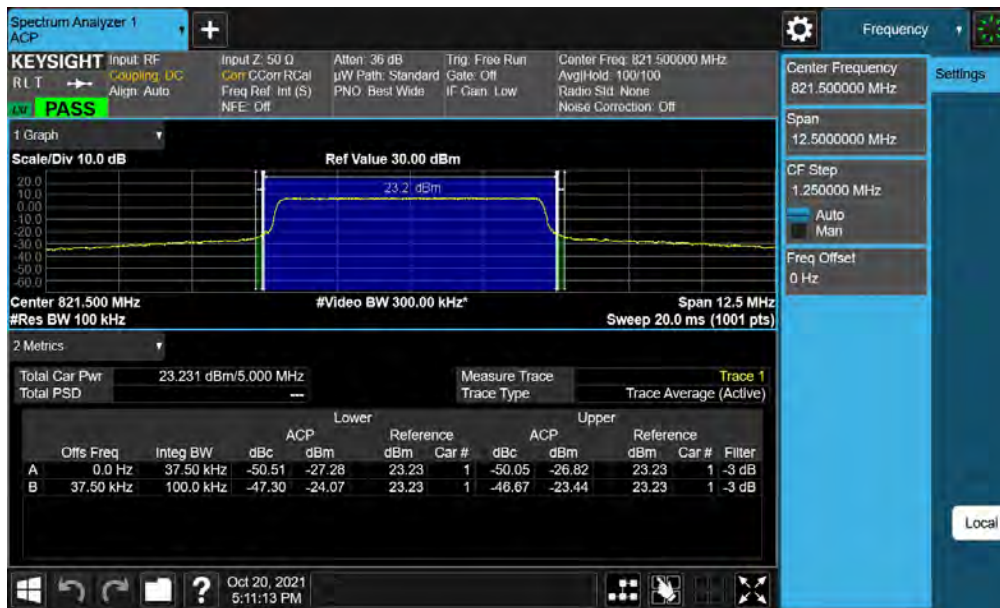 Spectrum Analyzer 1
ACP
+
Frequency
KEYSIGHT
RLT
PASS
Input: RF
Coupling: DC
Align: Auto
Input Z: 50 Ω
Corr CCorr RCal
Freq Ref: Int (S)
NFE: Off
Atten: 36 dB
µW Path: Standard
PNO: Best Wide
Trig: Free Run
Gate: Off
IF Gain: Low
Center Freq: 821.500000 MHz
Avg|Hold: 100/100
Radio Std: None
Noise Correction: Off
Center Frequency
821.500000 MHz
Settings
Span
12.5000000 MHz
CF Step
1.250000 MHz
Auto
Man
Freq Offset
0 Hz
Local
1 Graph
Scale/Div 10.0 dB
Ref Value 30.00 dBm
23.2 dBm
20.0
10.0
0.00
-10.0
-20.0
-30.0
-40.0
-50.0
-60.0
Center 821.500 MHz
#Video BW 300.00 kHz*
Span 12.5 MHz
#Res BW 100 kHz
Sweep 20.0 ms (1001 pts)
2 Metrics
Total Car Pwr 23.231 dBm/5.000 MHz
Total PSD ---
Measure Trace Trace 1
Trace Type Trace Average (Active)
Lower Upper
ACP Reference ACP Reference
Offs Freq Integ BW dBc dBm dBm Car # dBc dBm dBm Car # Filter
A 0.0 Hz 37.50 kHz -50.51 -27.28 23.23 1 -50.05 -26.82 23.23 1 -3 dB
B 37.50 kHz 100.0 kHz -47.30 -24.07 23.23 1 -46.67 -23.44 23.23 1 -3 dB
?
Oct 20, 2021
5:11:13 PM